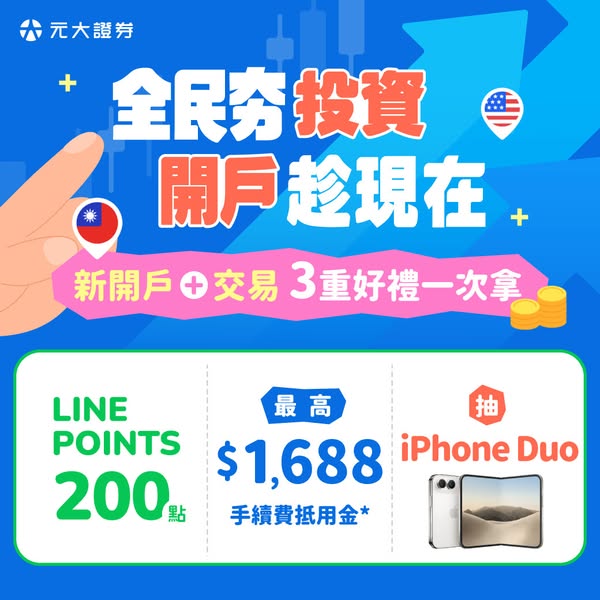 元大證券
全民夯投資
開戶趁現在
新開戶+交易 3重好禮一次拿
LINE
POINTS
200點
最高
$1,688
手續費抵用金*
抽
iPhone Duo